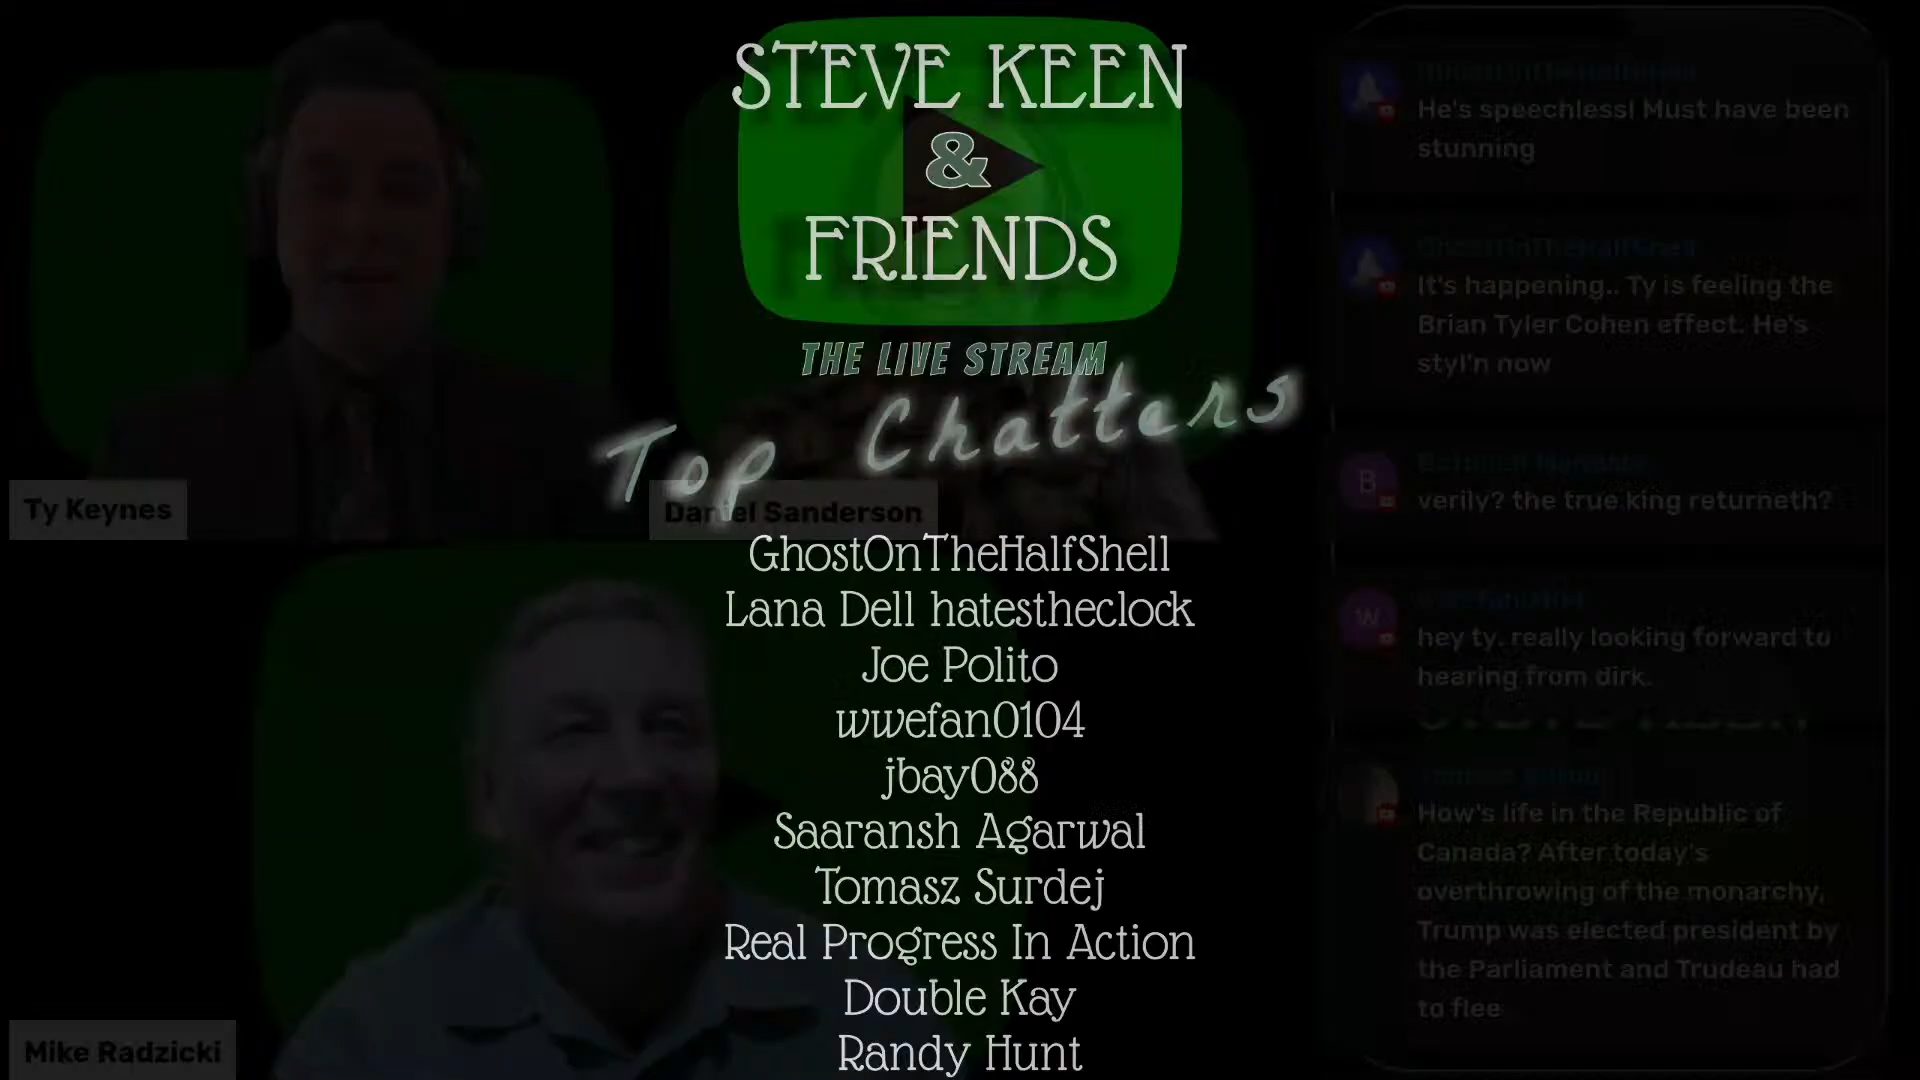 STEVE KEEN
&
FRIENDS
THE LIVE STREAM
Top Chatters
GhostOnTheHalfShell
Lana Dell hatestheclock
Joe Polito
wwefan0104
jbay088
Saaransh Agarwal
Tomasz Surdej
Real Progress In Action
Double Kay
Randy Hunt
Ty Keynes
Daniel Sanderson
Mike Radzicki
GhostOnTheHalfShell
He's speechless! Must have been
stunning
GhostOnTheHalfShell
It's happening.. Ty is feeling the
Brian Tyler Cohen effect. He's
styl'n now
B
verily? the true king returneth?
W
wwefan0104
hey ty. really looking forward to
hearing from dirk.
How's life in the Republic of
Canada? After today's
overthrowing of the monarchy,
Trump was elected president by
the Parliament and Trudeau had
to flee